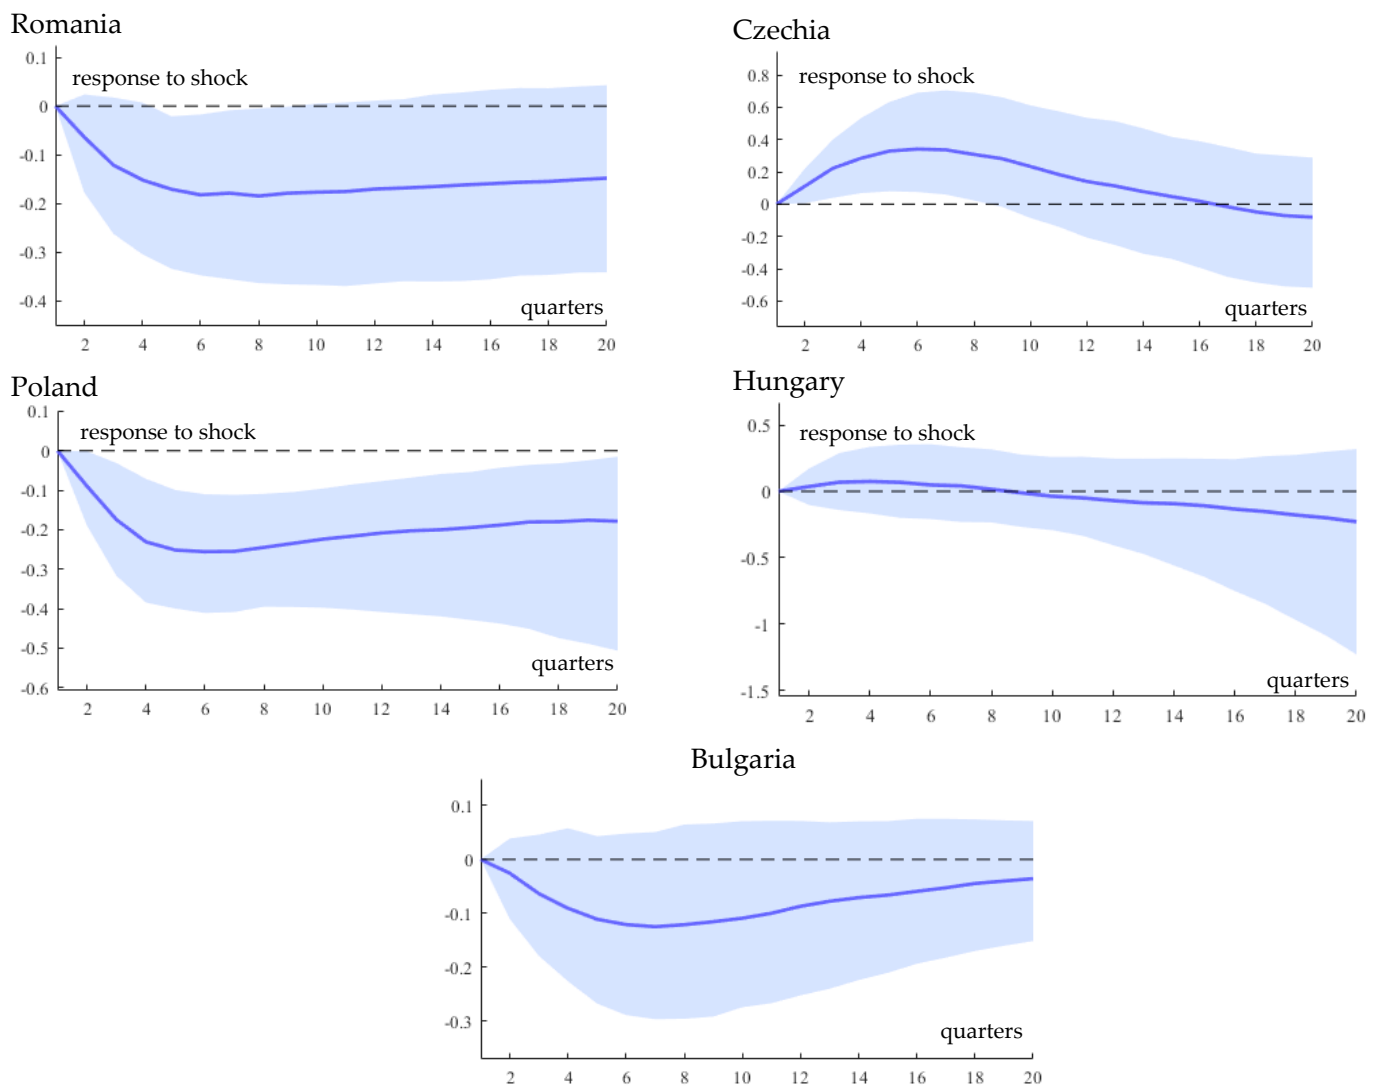 Romania
0.1
response to shock
0
-0.1
-0.2
-0.3
-0.4
quarters
2 4 6 8 10 12 14 16 18 20
Czechia
0.8
response to shock
0.6
0.4
0.2
0
-0.2
-0.4
-0.6
quarters
2 4 6 8 10 12 14 16 18 20
Poland
0.1
response to shock
0
-0.1
-0.2
-0.3
-0.4
-0.5
quarters
-0.6
2 4 6 8 10 12 14 16 18 20
Hungary
0.5
response to shock
0
-0.5
-1
quarters
-1.5
2 4 6 8 10 12 14 16 18 20
Bulgaria
0.1
0
-0.1
-0.2
-0.3
quarters
2 4 6 8 10 12 14 16 18 20